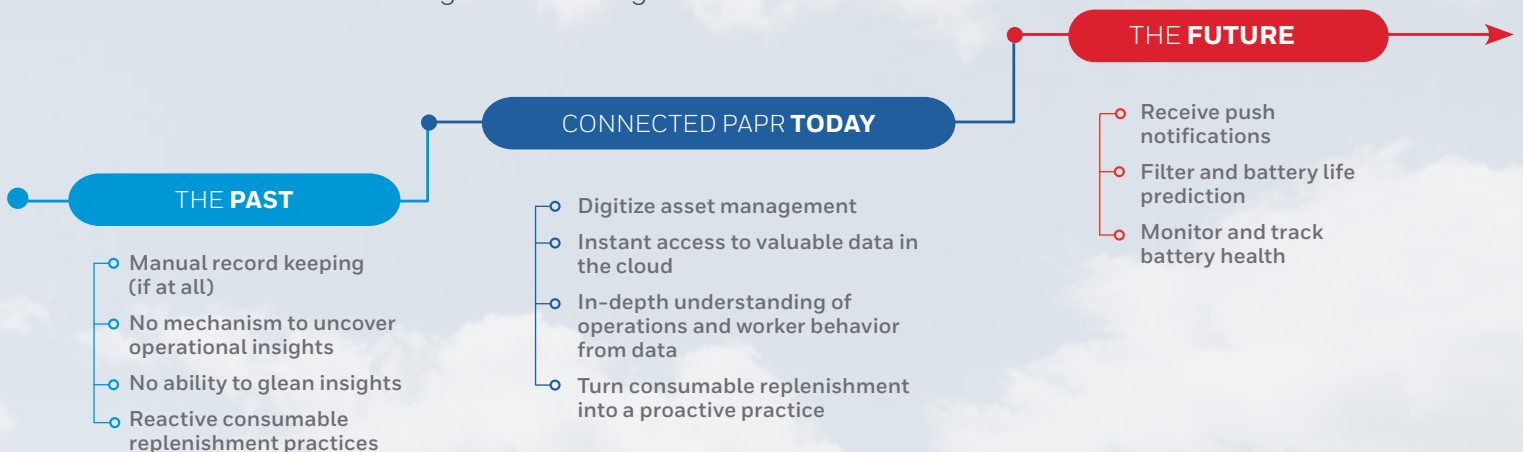 THE PAST
Manual record keeping
(if at all)
No mechanism to uncover
operational insights
No ability to glean insights
Reactive consumable
replenishment practices
CONNECTED PAPR TODAY
Digitize asset management
Instant access to valuable data in
the cloud
In-depth understanding of
operations and worker behavior
from data
Turn consumable replenishment
into a proactive practice
THE FUTURE
Receive push
notifications
Filter and battery life
prediction
Monitor and track
battery health